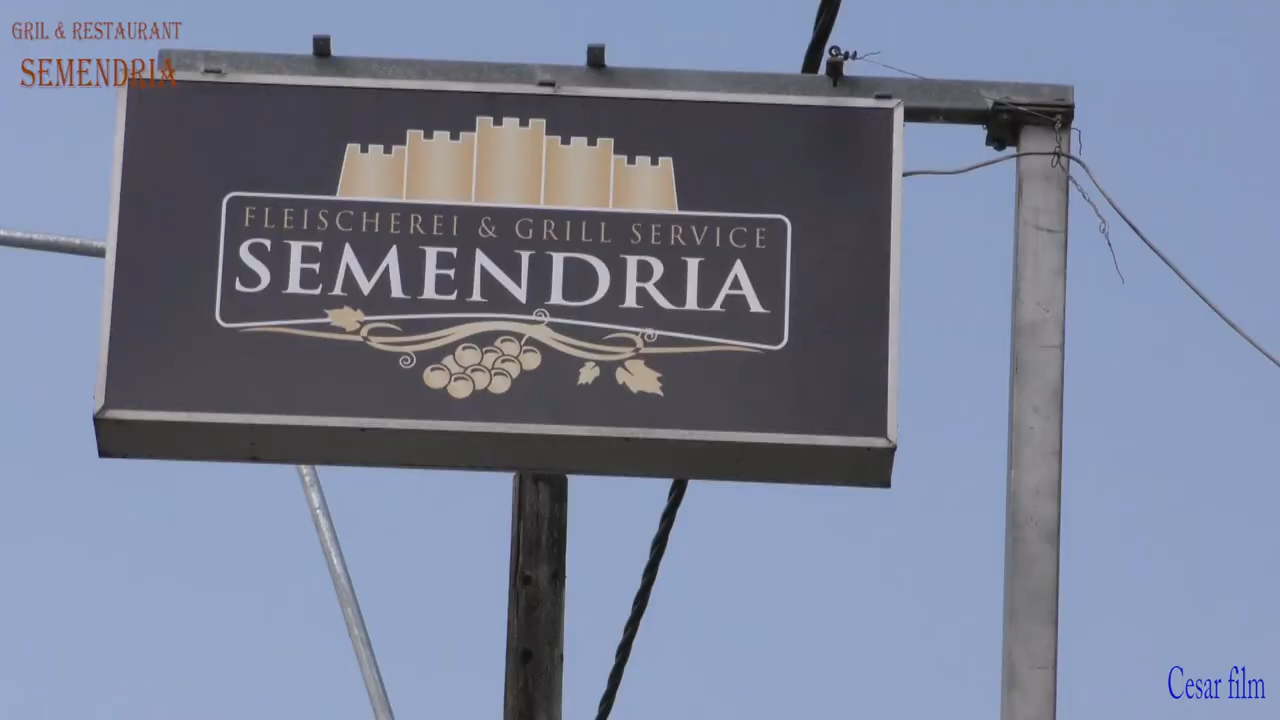 GRIL & RESTAURANT
SEMENDRIA
FLEISCHEREI & GRILL SERVICE
SEMENDRIA
Cesar film